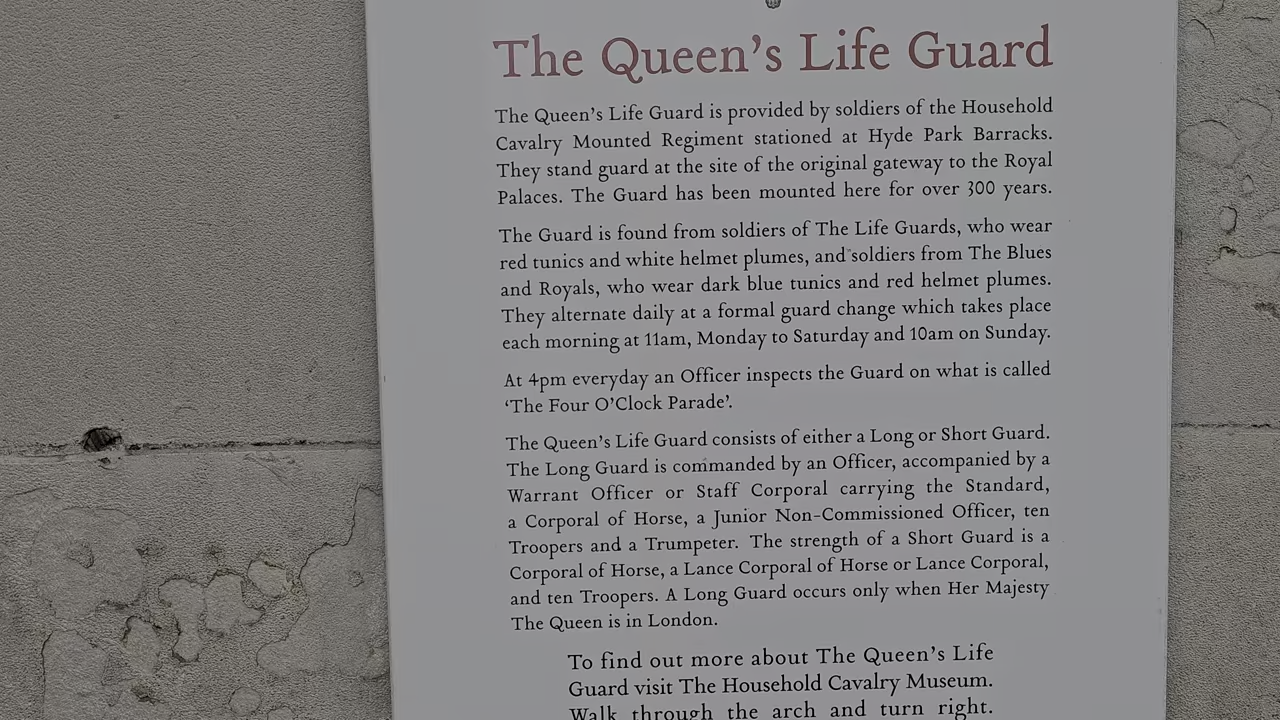 The Queen's Life Guard
The Queen's Life Guard is provided by soldiers of the Household
Cavalry Mounted Regiment stationed at Hyde Park Barracks.
They stand guard at the site of the original gateway to the Royal
Palaces. The Guard has been mounted here for over 300 years.
The Guard is found from soldiers of The Life Guards, who wear
red tunics and white helmet plumes, and soldiers from The Blues
and Royals, who wear dark blue tunics and red helmet plumes.
They alternate daily at a formal guard change which takes place
each morning at 11am, Monday to Saturday and 10am on Sunday.
At 4pm everyday an Officer inspects the Guard on what is called
‘The Four O'Clock Parade’.
The Queen's Life Guard consists of either a Long or Short Guard.
The Long Guard is commanded by an Officer, accompanied by a
Warrant Officer or Staff Corporal carrying the Standard,
a Corporal of Horse, a Junior Non-Commissioned Officer, ten
Troopers and a Trumpeter. The strength of a Short Guard is a
Corporal of Horse, a Lance Corporal of Horse or Lance Corporal,
and ten Troopers. A Long Guard occurs only when Her Majesty
The Queen is in London.
To find out more about The Queen's Life
Guard visit The Household Cavalry Museum.
Walk through the arch and turn right.